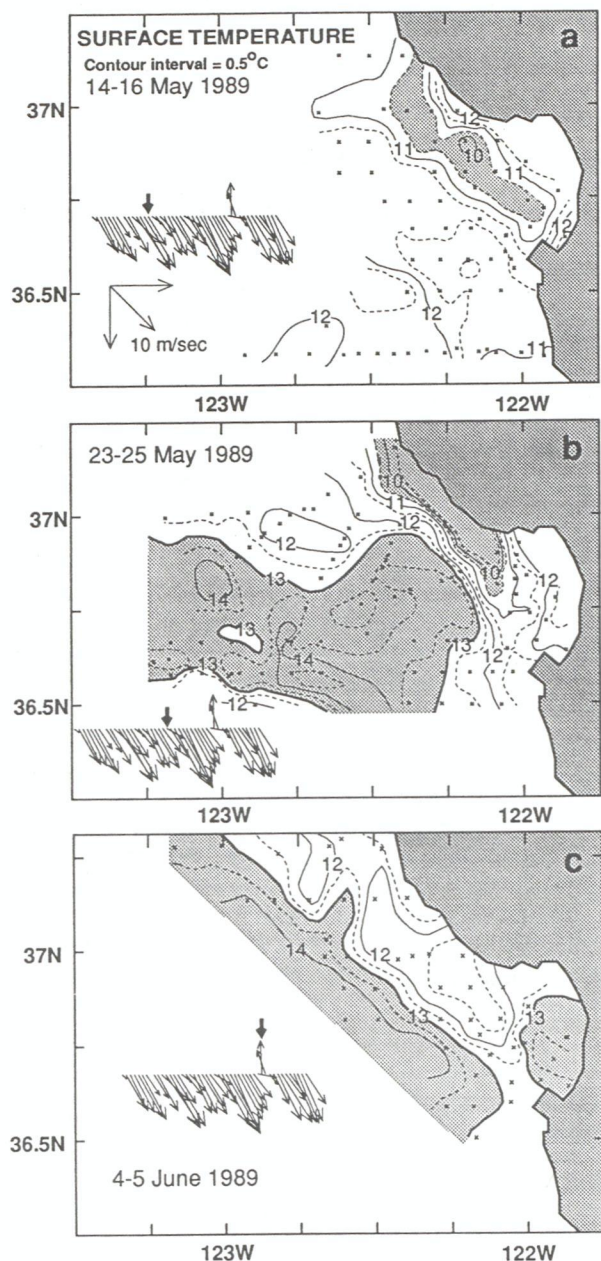 SURFACE TEMPERATURE
a
Contour interval = 0.5°C
14-16 May 1989
37N
12
10
11
11
12
36.5N
12
12
11
10 m/sec
123W
122W
23-25 May 1989
b
10
37N
11
12
12
13
10
14
12
13
13
12
14
13
36.5N
12
123W
122W
c
12
14
12
37N
13
13
36.5N
4-5 June 1989
123W
122W